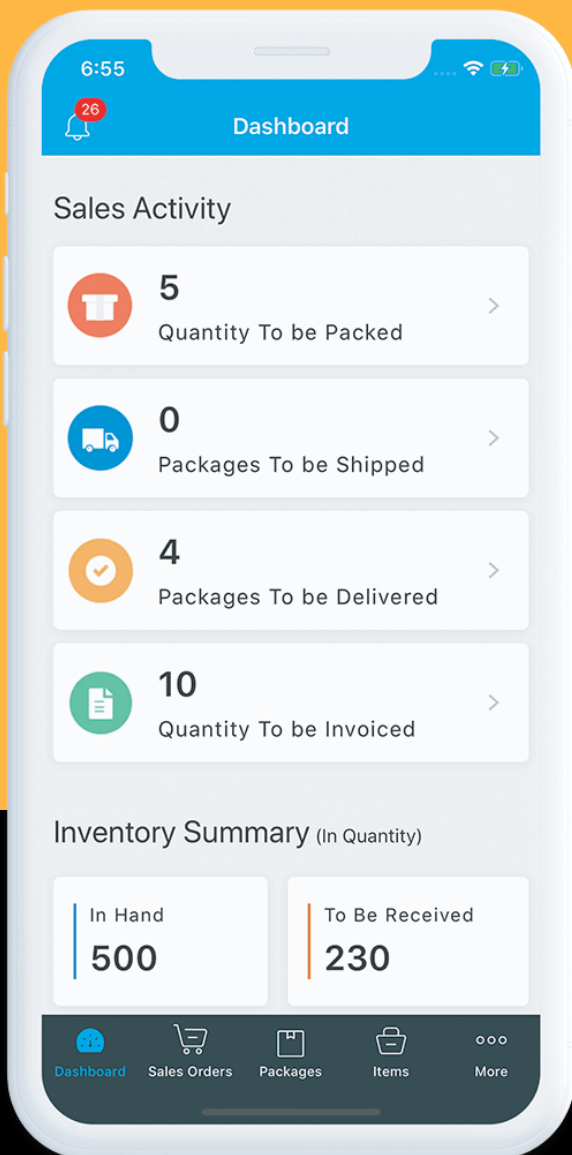 6:55
26
Dashboard
Sales Activity
5
Quantity To be Packed
0
Packages To be Shipped
4
Packages To be Delivered
10
Quantity To be Invoiced
Inventory Summary (In Quantity)
In Hand
500
To Be Received
230
Dashboard Sales Orders Packages Items More